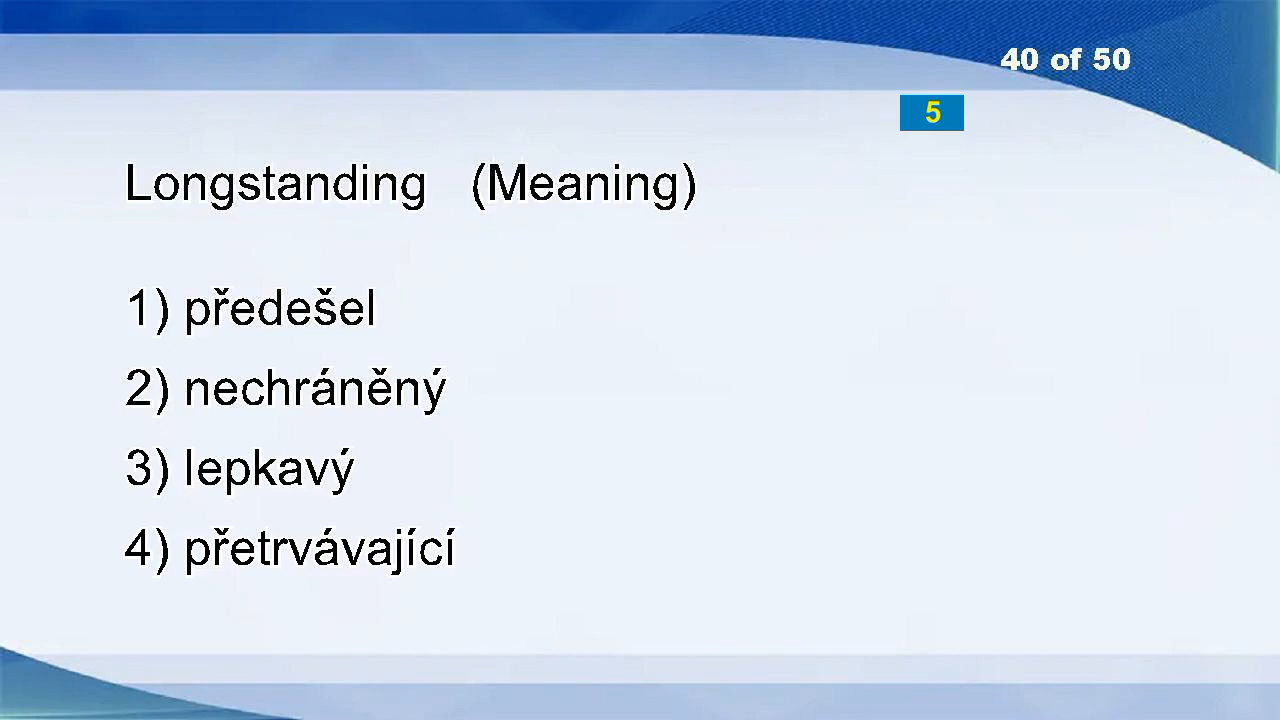 40 of 50
5
Longstanding (Meaning)
1) předešel
2) nechráněný
3) lepkavý
4) přetrvávající